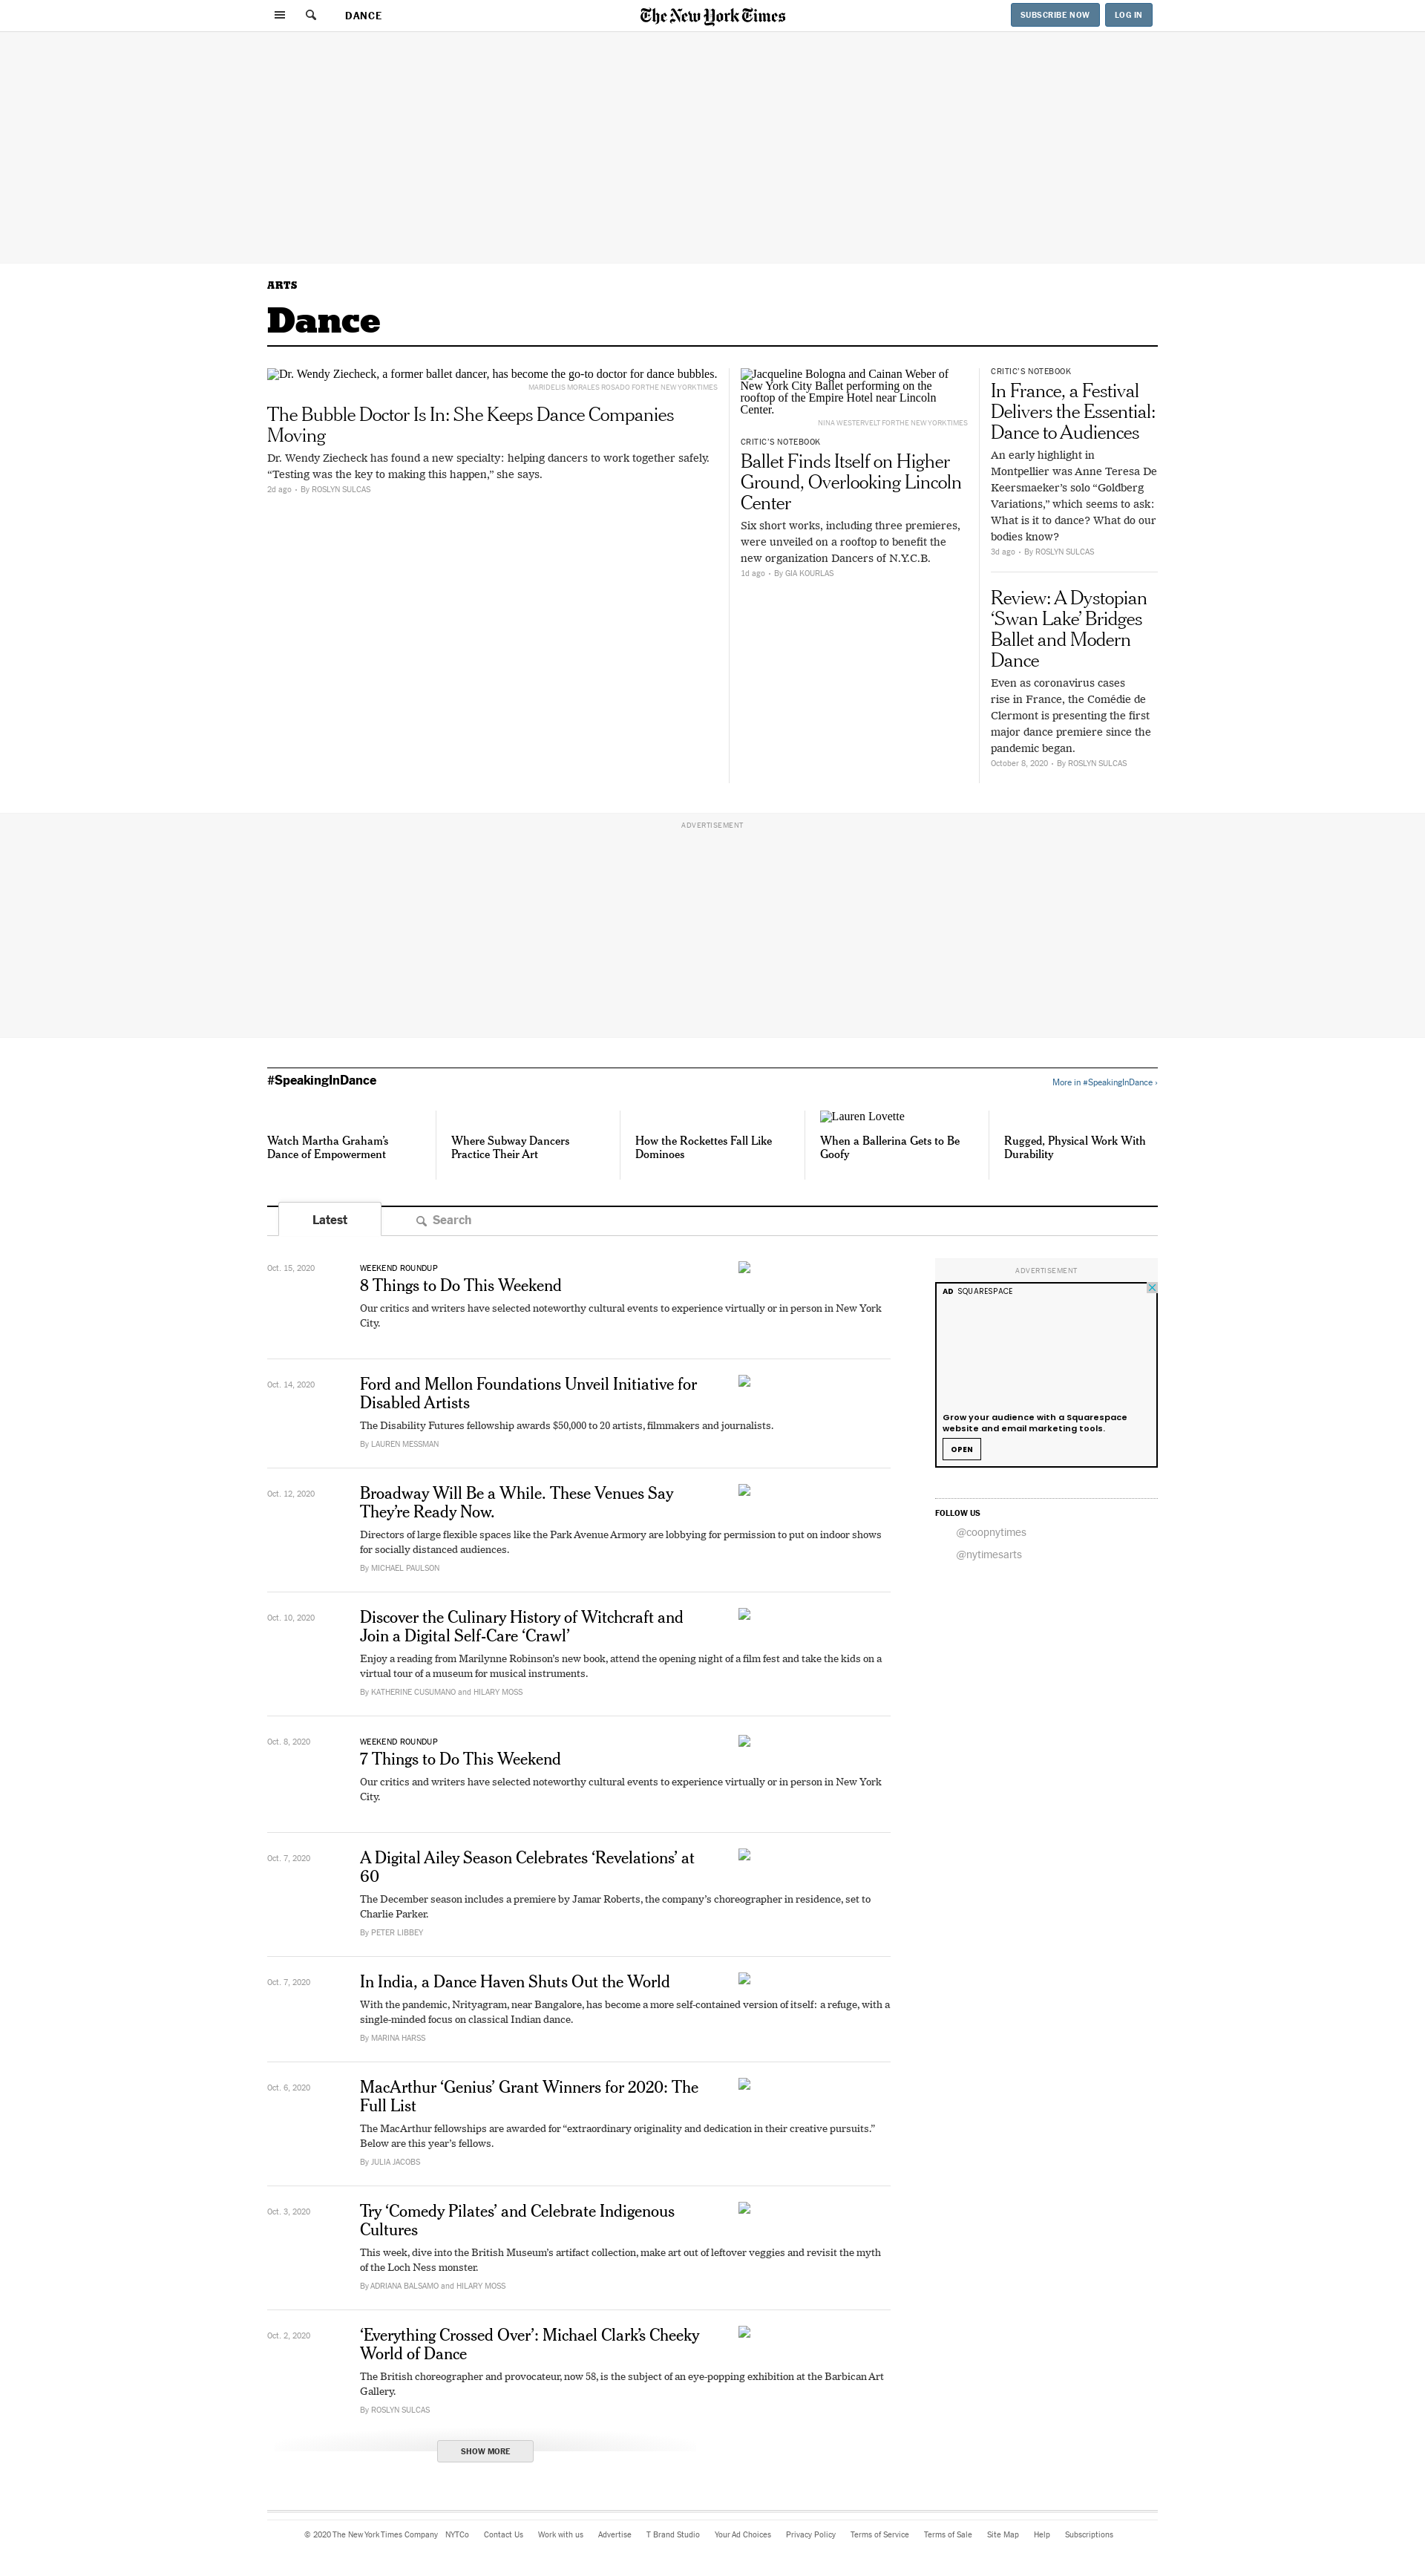 DANCE
The New York Times
SUBSCRIBE NOW
LOG IN
ARTS
Dance
Dr. Wendy Ziecheck, a former ballet dancer, has become the go-to doctor for dance bubbles.
MARIDELIS MORALES ROSADO FOR THE NEW YORK TIMES
The Bubble Doctor Is In: She Keeps Dance Companies
Moving
Dr. Wendy Ziecheck has found a new specialty: helping dancers to work together safely.
“Testing was the key to making this happen,” she says.
2d ago • By ROSLYN SULCAS
Jacqueline Bologna and Cainan Weber of
New York City Ballet performing on the
rooftop of the Empire Hotel near Lincoln
Center.
NINA WESTERVELT FOR THE NEW YORK TIMES
CRITIC’S NOTEBOOK
Ballet Finds Itself on Higher
Ground, Overlooking Lincoln
Center
Six short works, including three premieres,
were unveiled on a rooftop to benefit the
new organization Dancers of N.Y.C.B.
1d ago • By GIA KOURLAS
CRITIC’S NOTEBOOK
In France, a Festival
Delivers the Essential:
Dance to Audiences
An early highlight in
Montpellier was Anne Teresa De
Keersmaeker’s solo “Goldberg
Variations,” which seems to ask:
What is it to dance? What do our
bodies know?
3d ago • By ROSLYN SULCAS
Review: A Dystopian
‘Swan Lake’ Bridges
Ballet and Modern
Dance
Even as coronavirus cases
rise in France, the Comédie de
Clermont is presenting the first
major dance premiere since the
pandemic began.
October 8, 2020 • By ROSLYN SULCAS
ADVERTISEMENT
#SpeakingInDance
More in #SpeakingInDance ›
Watch Martha Graham’s
Dance of Empowerment
Where Subway Dancers
Practice Their Art
How the Rockettes Fall Like
Dominoes
Lauren Lovette
When a Ballerina Gets to Be
Goofy
Rugged, Physical Work With
Durability
Latest
Search
Oct. 15, 2020
WEEKEND ROUNDUP
8 Things to Do This Weekend
Our critics and writers have selected noteworthy cultural events to experience virtually or in person in New York
City.
Oct. 14, 2020
Ford and Mellon Foundations Unveil Initiative for
Disabled Artists
The Disability Futures fellowship awards $50,000 to 20 artists, filmmakers and journalists.
By LAUREN MESSMAN
Oct. 12, 2020
Broadway Will Be a While. These Venues Say
They’re Ready Now.
Directors of large flexible spaces like the Park Avenue Armory are lobbying for permission to put on indoor shows
for socially distanced audiences.
By MICHAEL PAULSON
Oct. 10, 2020
Discover the Culinary History of Witchcraft and
Join a Digital Self-Care ‘Crawl’
Enjoy a reading from Marilynne Robinson’s new book, attend the opening night of a film fest and take the kids on a
virtual tour of a museum for musical instruments.
By KATHERINE CUSUMANO and HILARY MOSS
Oct. 8, 2020
WEEKEND ROUNDUP
7 Things to Do This Weekend
Our critics and writers have selected noteworthy cultural events to experience virtually or in person in New York
City.
Oct. 7, 2020
A Digital Ailey Season Celebrates ‘Revelations’ at
60
The December season includes a premiere by Jamar Roberts, the company’s choreographer in residence, set to
Charlie Parker.
By PETER LIBBEY
Oct. 7, 2020
In India, a Dance Haven Shuts Out the World
With the pandemic, Nrityagram, near Bangalore, has become a more self-contained version of itself: a refuge, with a
single-minded focus on classical Indian dance.
By MARINA HARSS
Oct. 6, 2020
MacArthur ‘Genius’ Grant Winners for 2020: The
Full List
The MacArthur fellowships are awarded for “extraordinary originality and dedication in their creative pursuits.”
Below are this year’s fellows.
By JULIA JACOBS
Oct. 3, 2020
Try ‘Comedy Pilates’ and Celebrate Indigenous
Cultures
This week, dive into the British Museum’s artifact collection, make art out of leftover veggies and revisit the myth
of the Loch Ness monster.
By ADRIANA BALSAMO and HILARY MOSS
Oct. 2, 2020
‘Everything Crossed Over’: Michael Clark’s Cheeky
World of Dance
The British choreographer and provocateur, now 58, is the subject of an eye-popping exhibition at the Barbican Art
Gallery.
By ROSLYN SULCAS
SHOW MORE
ADVERTISEMENT
AD SQUARESPACE
Grow your audience with a Squarespace
website and email marketing tools.
OPEN
FOLLOW US
@coopnytimes
@nytimesarts
© 2020 The New York Times Company NYTCo Contact Us Work with us Advertise T Brand Studio Your Ad Choices Privacy Policy Terms of Service Terms of Sale Site Map Help Subscriptions